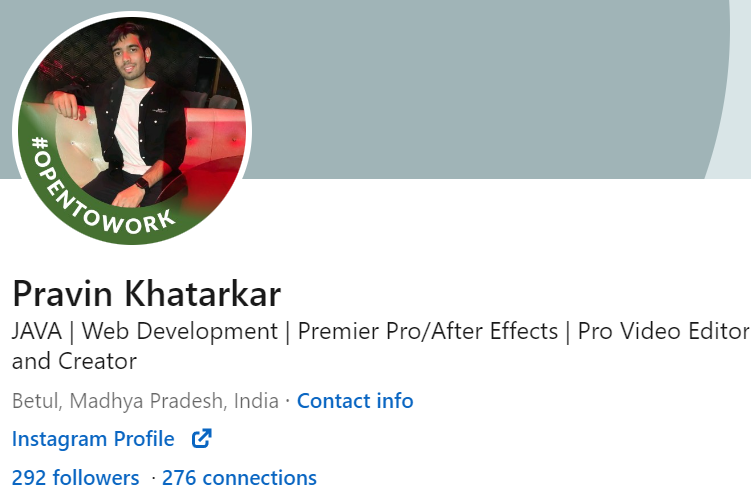 #OPENTOWORK
Pravin Khatarkar
JAVA | Web Development | Premier Pro/After Effects | Pro Video Editor
and Creator
Betul, Madhya Pradesh, India · Contact info
Instagram Profile
292 followers · 276 connections